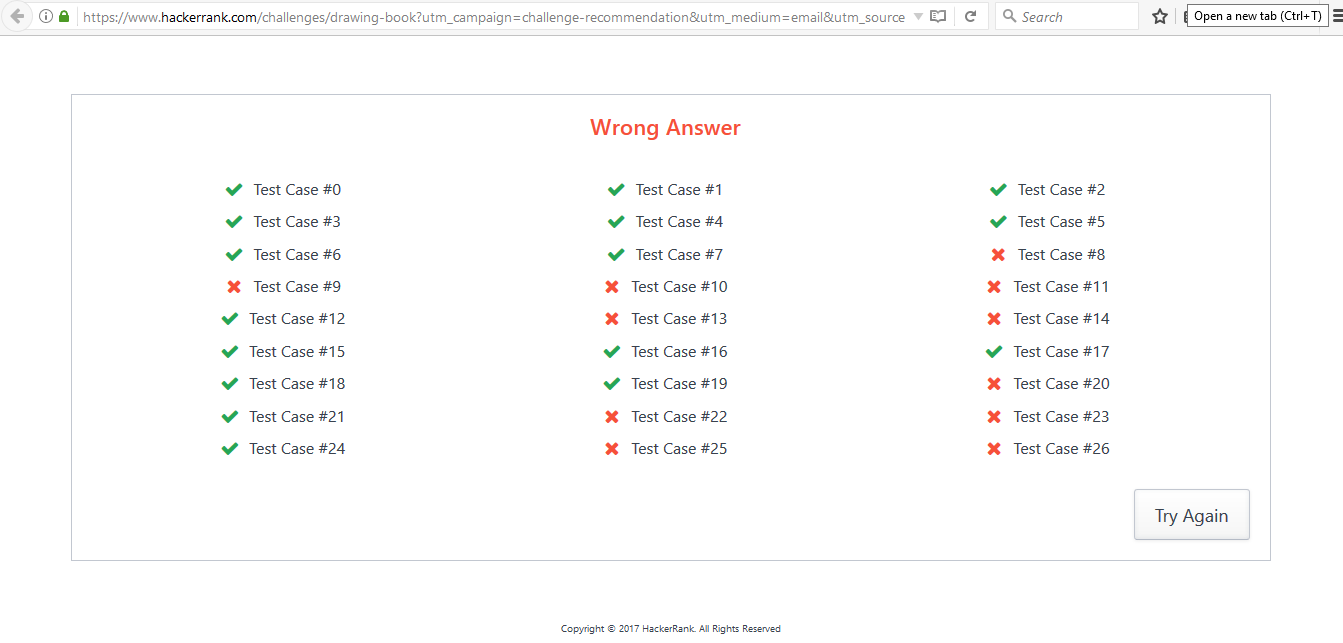 https://www.hackerrank.com/challenges/drawing-book?utm_campaign=challenge-recommendation&utm_medium=email&utm_source Search Open a new tab (Ctrl+T)
Wrong Answer
Test Case #0 Test Case #1 Test Case #2
Test Case #3 Test Case #4 Test Case #5
Test Case #6 Test Case #7 Test Case #8
Test Case #9 Test Case #10 Test Case #11
Test Case #12 Test Case #13 Test Case #14
Test Case #15 Test Case #16 Test Case #17
Test Case #18 Test Case #19 Test Case #20
Test Case #21 Test Case #22 Test Case #23
Test Case #24 Test Case #25 Test Case #26
Try Again
Copyright © 2017 HackerRank. All Rights Reserved